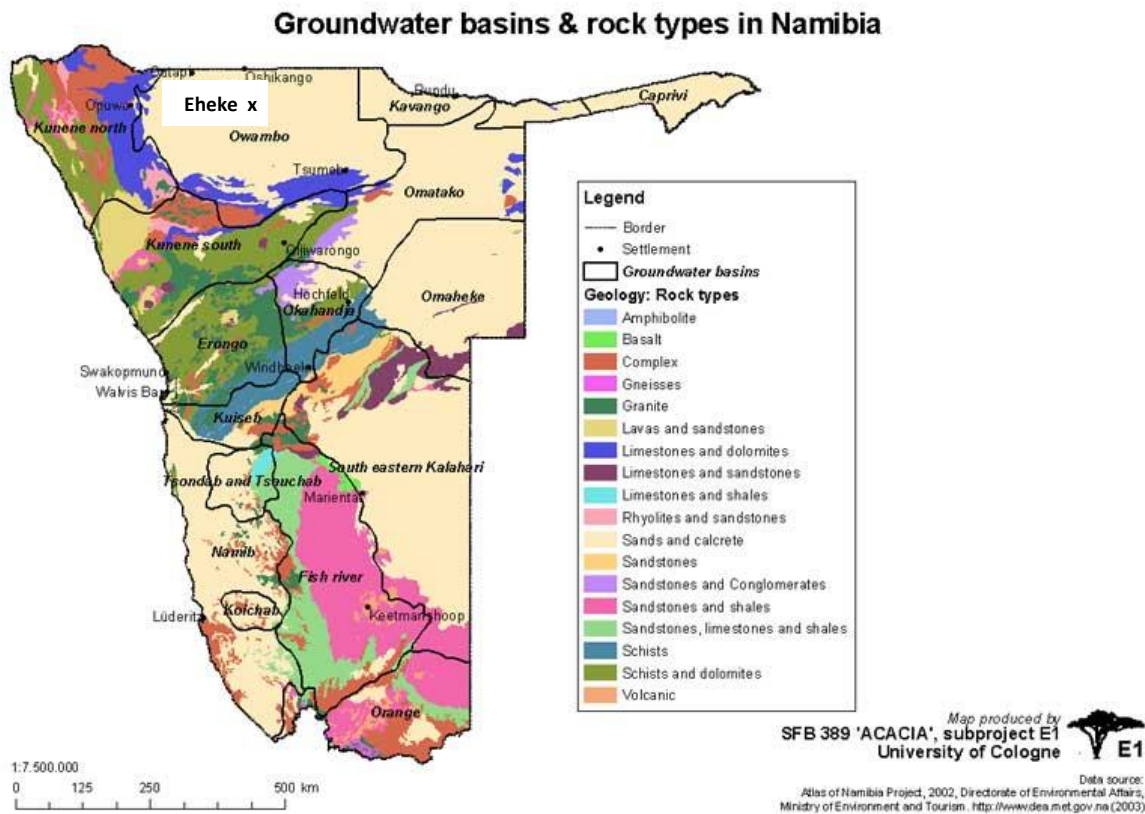 Groundwater basins & rock types in Namibia
Oshikango
Rundu
Caprivi
Eheke x
Kavango
Opuwo
Kunene north
Owambo
Tsumeb
Omatako
Kunene south
Otjiwarongo
Hochfeld
Okahandja
Omaheke
Erongo
Windhoek
Swakopmund
Walvis Bay
Kuiseb
South eastern Kalahari
Tsondab and Tsauchab
Mariental
Namib
Fish river
Koichab
Lüderitz
Keetmanshoop
Orange
Legend
Border
Settlement
Groundwater basins
Geology: Rock types
Amphibolite
Basalt
Complex
Gneisses
Granite
Lavas and sandstones
Limestones and dolomites
Limestones and sandstones
Limestones and shales
Rhyolites and sandstones
Sands and calcrete
Sandstones
Sandstones and Conglomerates
Sandstones and shales
Sandstones, limestones and shales
Schists
Schists and dolomites
Volcanic
1:7.500.000
0 125 250 500 km
Map produced by
SFB 389 'ACACIA', subproject E1
University of Cologne
E1
Data source:
Atlas of Namibia Project, 2002, Directorate of Environmental Affairs,
Ministry of Environment and Tourism. http://www.dea.met.gov.na (2003)